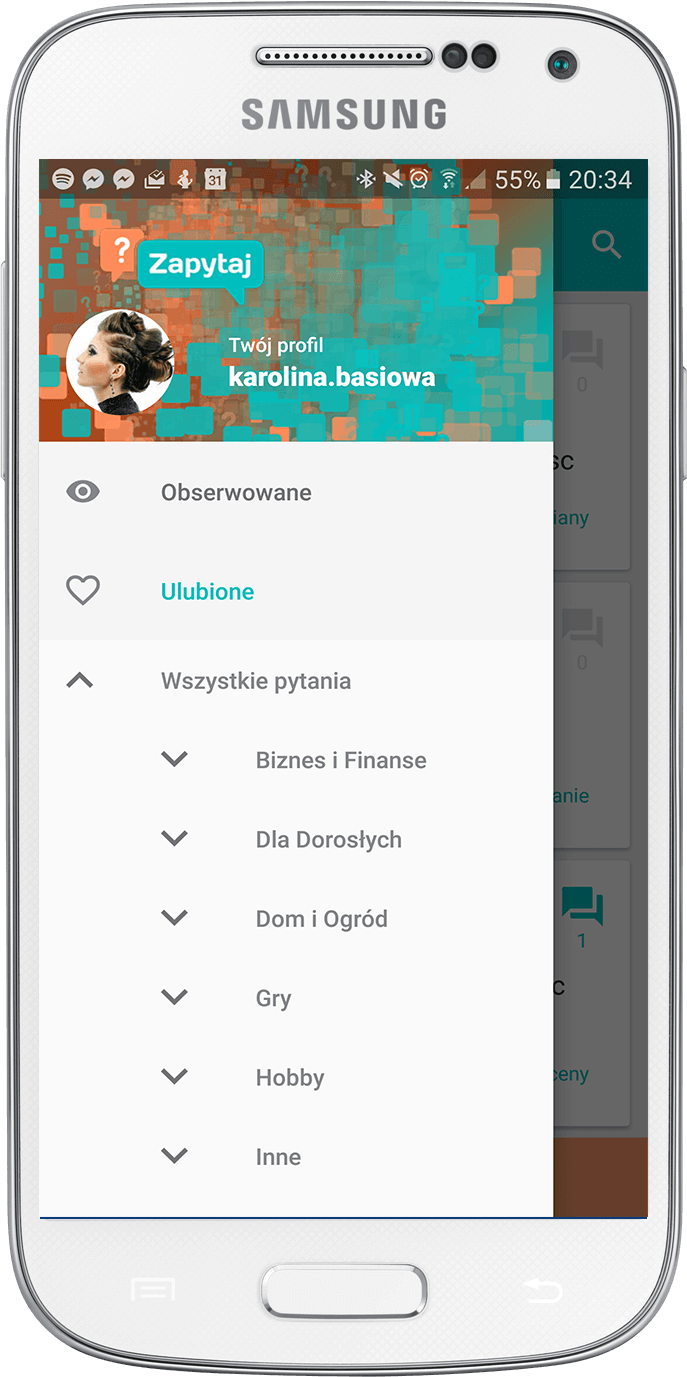 SAMSUNG
31
55% 20:34
?
Zapytaj
Twój profil
karolina.basiowa
0
Obserwowane
sc
iany
Ulubione
0
Wszystkie pytania
Biznes i Finanse
anie
Dla Dorosłych
Dom i Ogród
1
Gry
c
Hobby
ceny
Inne